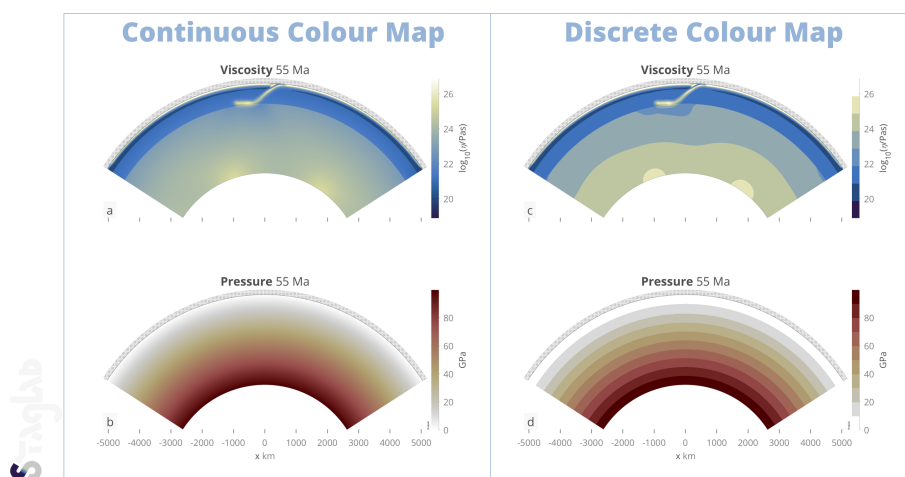 Continuous Colour Map
Discrete Colour Map
Viscosity 55 Ma
26
24
22
20
log10(η/Pas)
a
Viscosity 55 Ma
26
24
22
20
log10(η/Pas)
c
Pressure 55 Ma
80
60
40
20
0
GPa
b
-5000 -4000 -3000 -2000 -1000 0 1000 2000 3000 4000 5000
x km
Pressure 55 Ma
80
60
40
20
0
GPa
d
-5000 -4000 -3000 -2000 -1000 0 1000 2000 3000 4000 5000
x km